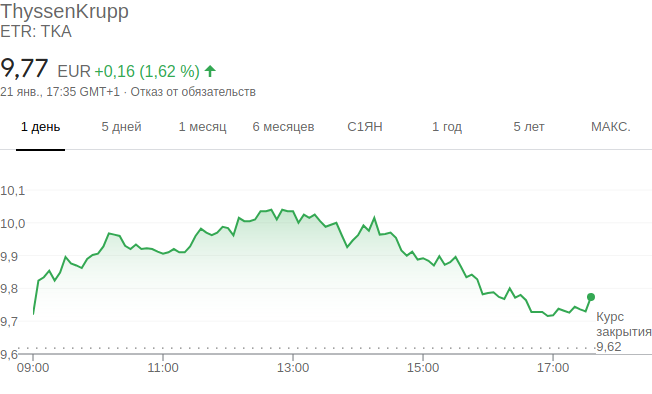 ThyssenKrupp
ETR: TKA
9,77 EUR +0,16 (1,62 %)
21 янв., 17:35 GMT+1 · Отказ от обязательств
1 день 5 дней 1 месяц 6 месяцев С1ЯН 1 год 5 лет МАКС.
10,1
10,0
9,9
9,8
9,7
Курс
закрытия
9,62
9,6
09:00 11:00 13:00 15:00 17:00